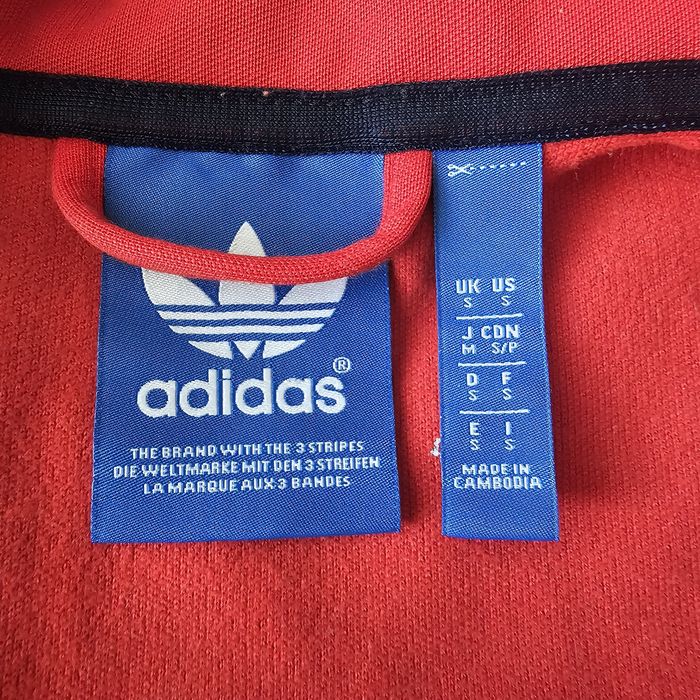 adidas®
THE BRAND WITH THE 3 STRIPES
DIE WELTMARKE MIT DEN 3 STREIFEN
LA MARQUE AUX 3 BANDES
UK US
S S
J CDN
M S/P
D F
S S
E I
S S
MADE IN
CAMBODIA